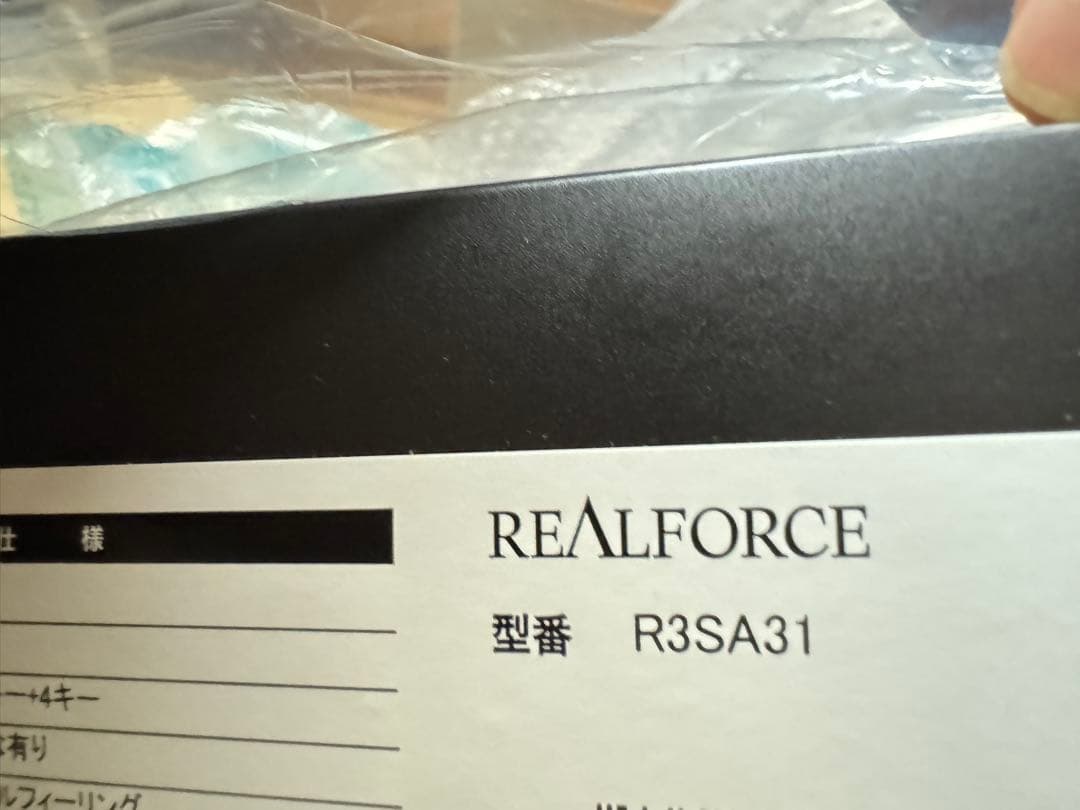 仕 様
REALFORCE
型番 R3SA31
ー+4キー
有り
ルフィーリング